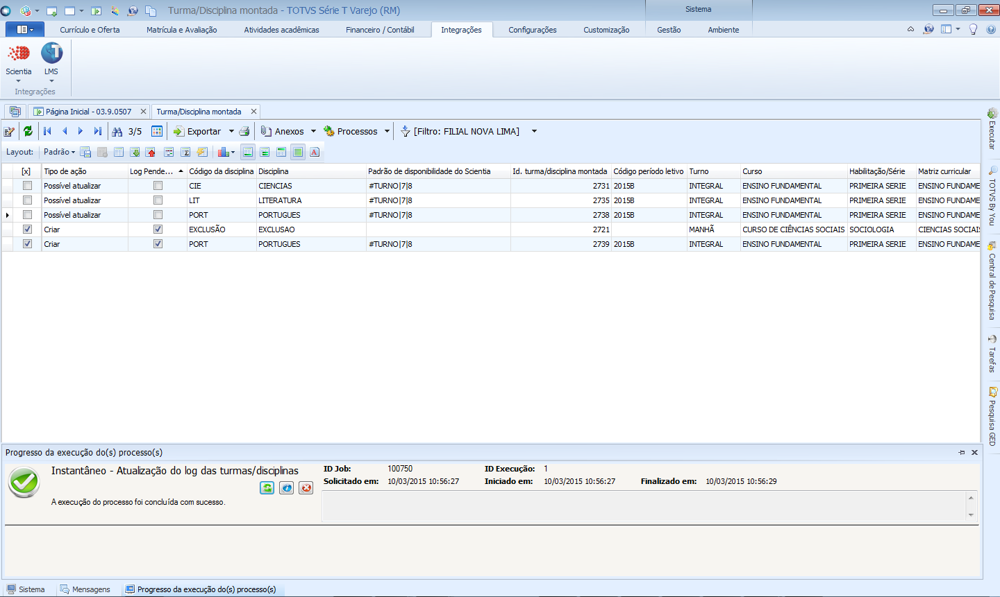 Turma/Disciplina montada - TOTVS Série T Varejo (RM)
Sistema
Currículo e Oferta
Matrícula e Avaliação
Atividades acadêmicas
Financeiro / Contábil
Integrações
Configurações
Customização
Gestão
Ambiente
Scientia
LMS
Integrações
Página Inicial - 03.9.0507
Turma/Disciplina montada
3/5
Exportar
Anexos
Processos
[Filtro: FILIAL NOVA LIMA]
Layout: Padrão
[x] Tipo de ação Log Pende... Código da disciplina Disciplina Padrão de disponibilidade do Scientia Id. turma/disciplina montada Código período letivo Turno Curso Habilitação/Série Matriz curricular
Possível atualizar CIE CIENCIAS #TURNO|7|8 2731 2015B INTEGRAL ENSINO FUNDAMENTAL PRIMEIRA SERIE ENSINO FUNDAME
Possível atualizar LIT LITERATURA #TURNO|7|8 2735 2015B INTEGRAL ENSINO FUNDAMENTAL PRIMEIRA SERIE ENSINO FUNDAME
Possível atualizar PORT PORTUGUES #TURNO|7|8 2738 2015B INTEGRAL ENSINO FUNDAMENTAL PRIMEIRA SERIE ENSINO FUNDAME
Criar EXCLUSÃO EXCLUSAO 2721 MANHÃ CURSO DE CIÊNCIAS SOCIAIS SOCIOLOGIA CIENCIAS SOCIAIS
Criar PORT PORTUGUES #TURNO|7|8 2739 2015B INTEGRAL ENSINO FUNDAMENTAL PRIMEIRA SERIE ENSINO FUNDAME
Executar
TOTVS By You
Central de Pesquisa
Tarefas
Pesquisa GED
Progresso da execução do(s) processo(s)
Instantâneo - Atualização do log das turmas/disciplinas
A execução do processo foi concluída com sucesso.
ID Job: 100750 ID Execução: 1
Solicitado em: 10/03/2015 10:56:27 Iniciado em: 10/03/2015 10:56:27 Finalizado em: 10/03/2015 10:56:29
Sistema
Mensagens
Progresso da execução do(s) processo(s)